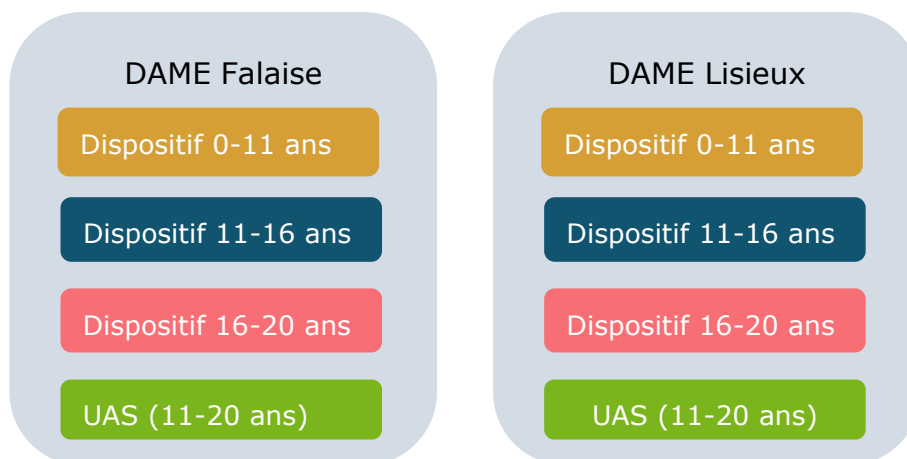 DAME Falaise
Dispositif 0-11 ans
Dispositif 11-16 ans
Dispositif 16-20 ans
UAS (11-20 ans)
DAME Lisieux
Dispositif 0-11 ans
Dispositif 11-16 ans
Dispositif 16-20 ans
UAS (11-20 ans)